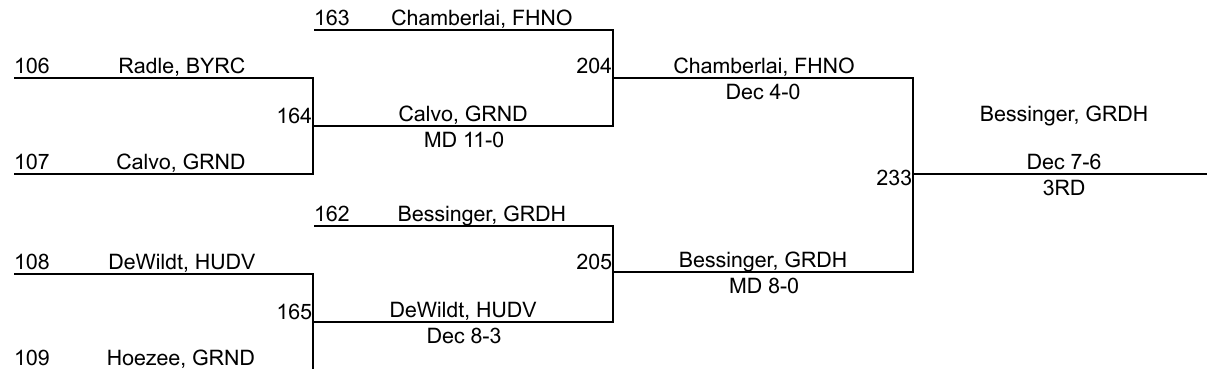 163 Chamberlai, FHNO
106 Radle, BYRC
204 Chamberlai, FHNO
Dec 4-0
164 Calvo, GRND
MD 11-0
Bessinger, GRDH
107 Calvo, GRND
Dec 7-6
233
3RD
162 Bessinger, GRDH
108 DeWildt, HUDV
205 Bessinger, GRDH
MD 8-0
165 DeWildt, HUDV
Dec 8-3
109 Hoezee, GRND